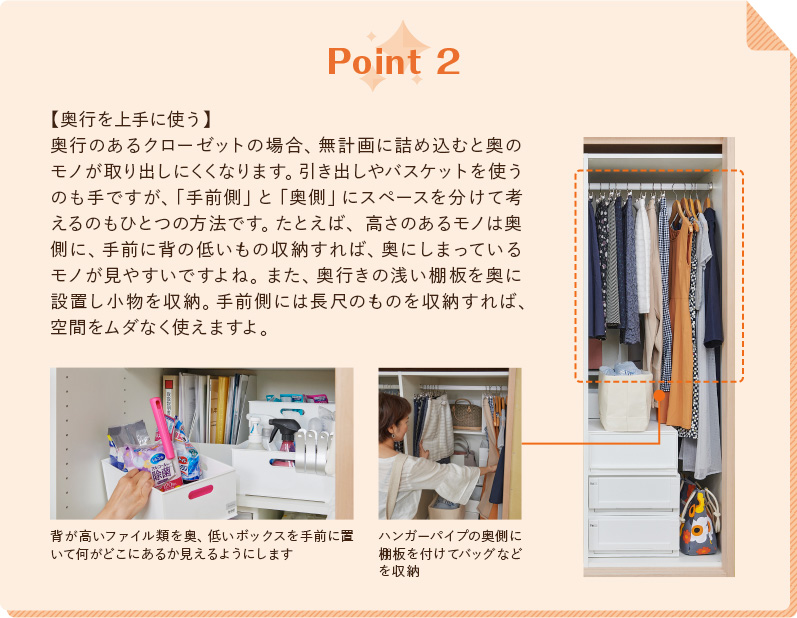 Point 2
【奥行を上手に使う】
奥行のあるクローゼットの場合、無計画に詰め込むと奥の
モノが取り出しにくくなります。引き出しやバスケットを使う
のも手ですが、「手前側」と「奥側」にスペースを分けて考
えるのもひとつの方法です。たとえば、高さのあるモノは奥
側に、手前に背の低いもの収納すれば、奥にしまっている
モノが見やすいですよね。また、奥行きの浅い棚板を奥に
設置し小物を収納。手前側には長尺のものを収納すれば、
空間をムダなく使えますよ。
除菌
背が高いファイル類を奥、低いボックスを手前に置
いて何がどこにあるか見えるようにします
ハンガーパイプの奥側に
棚板を付けてバッグなど
を収納